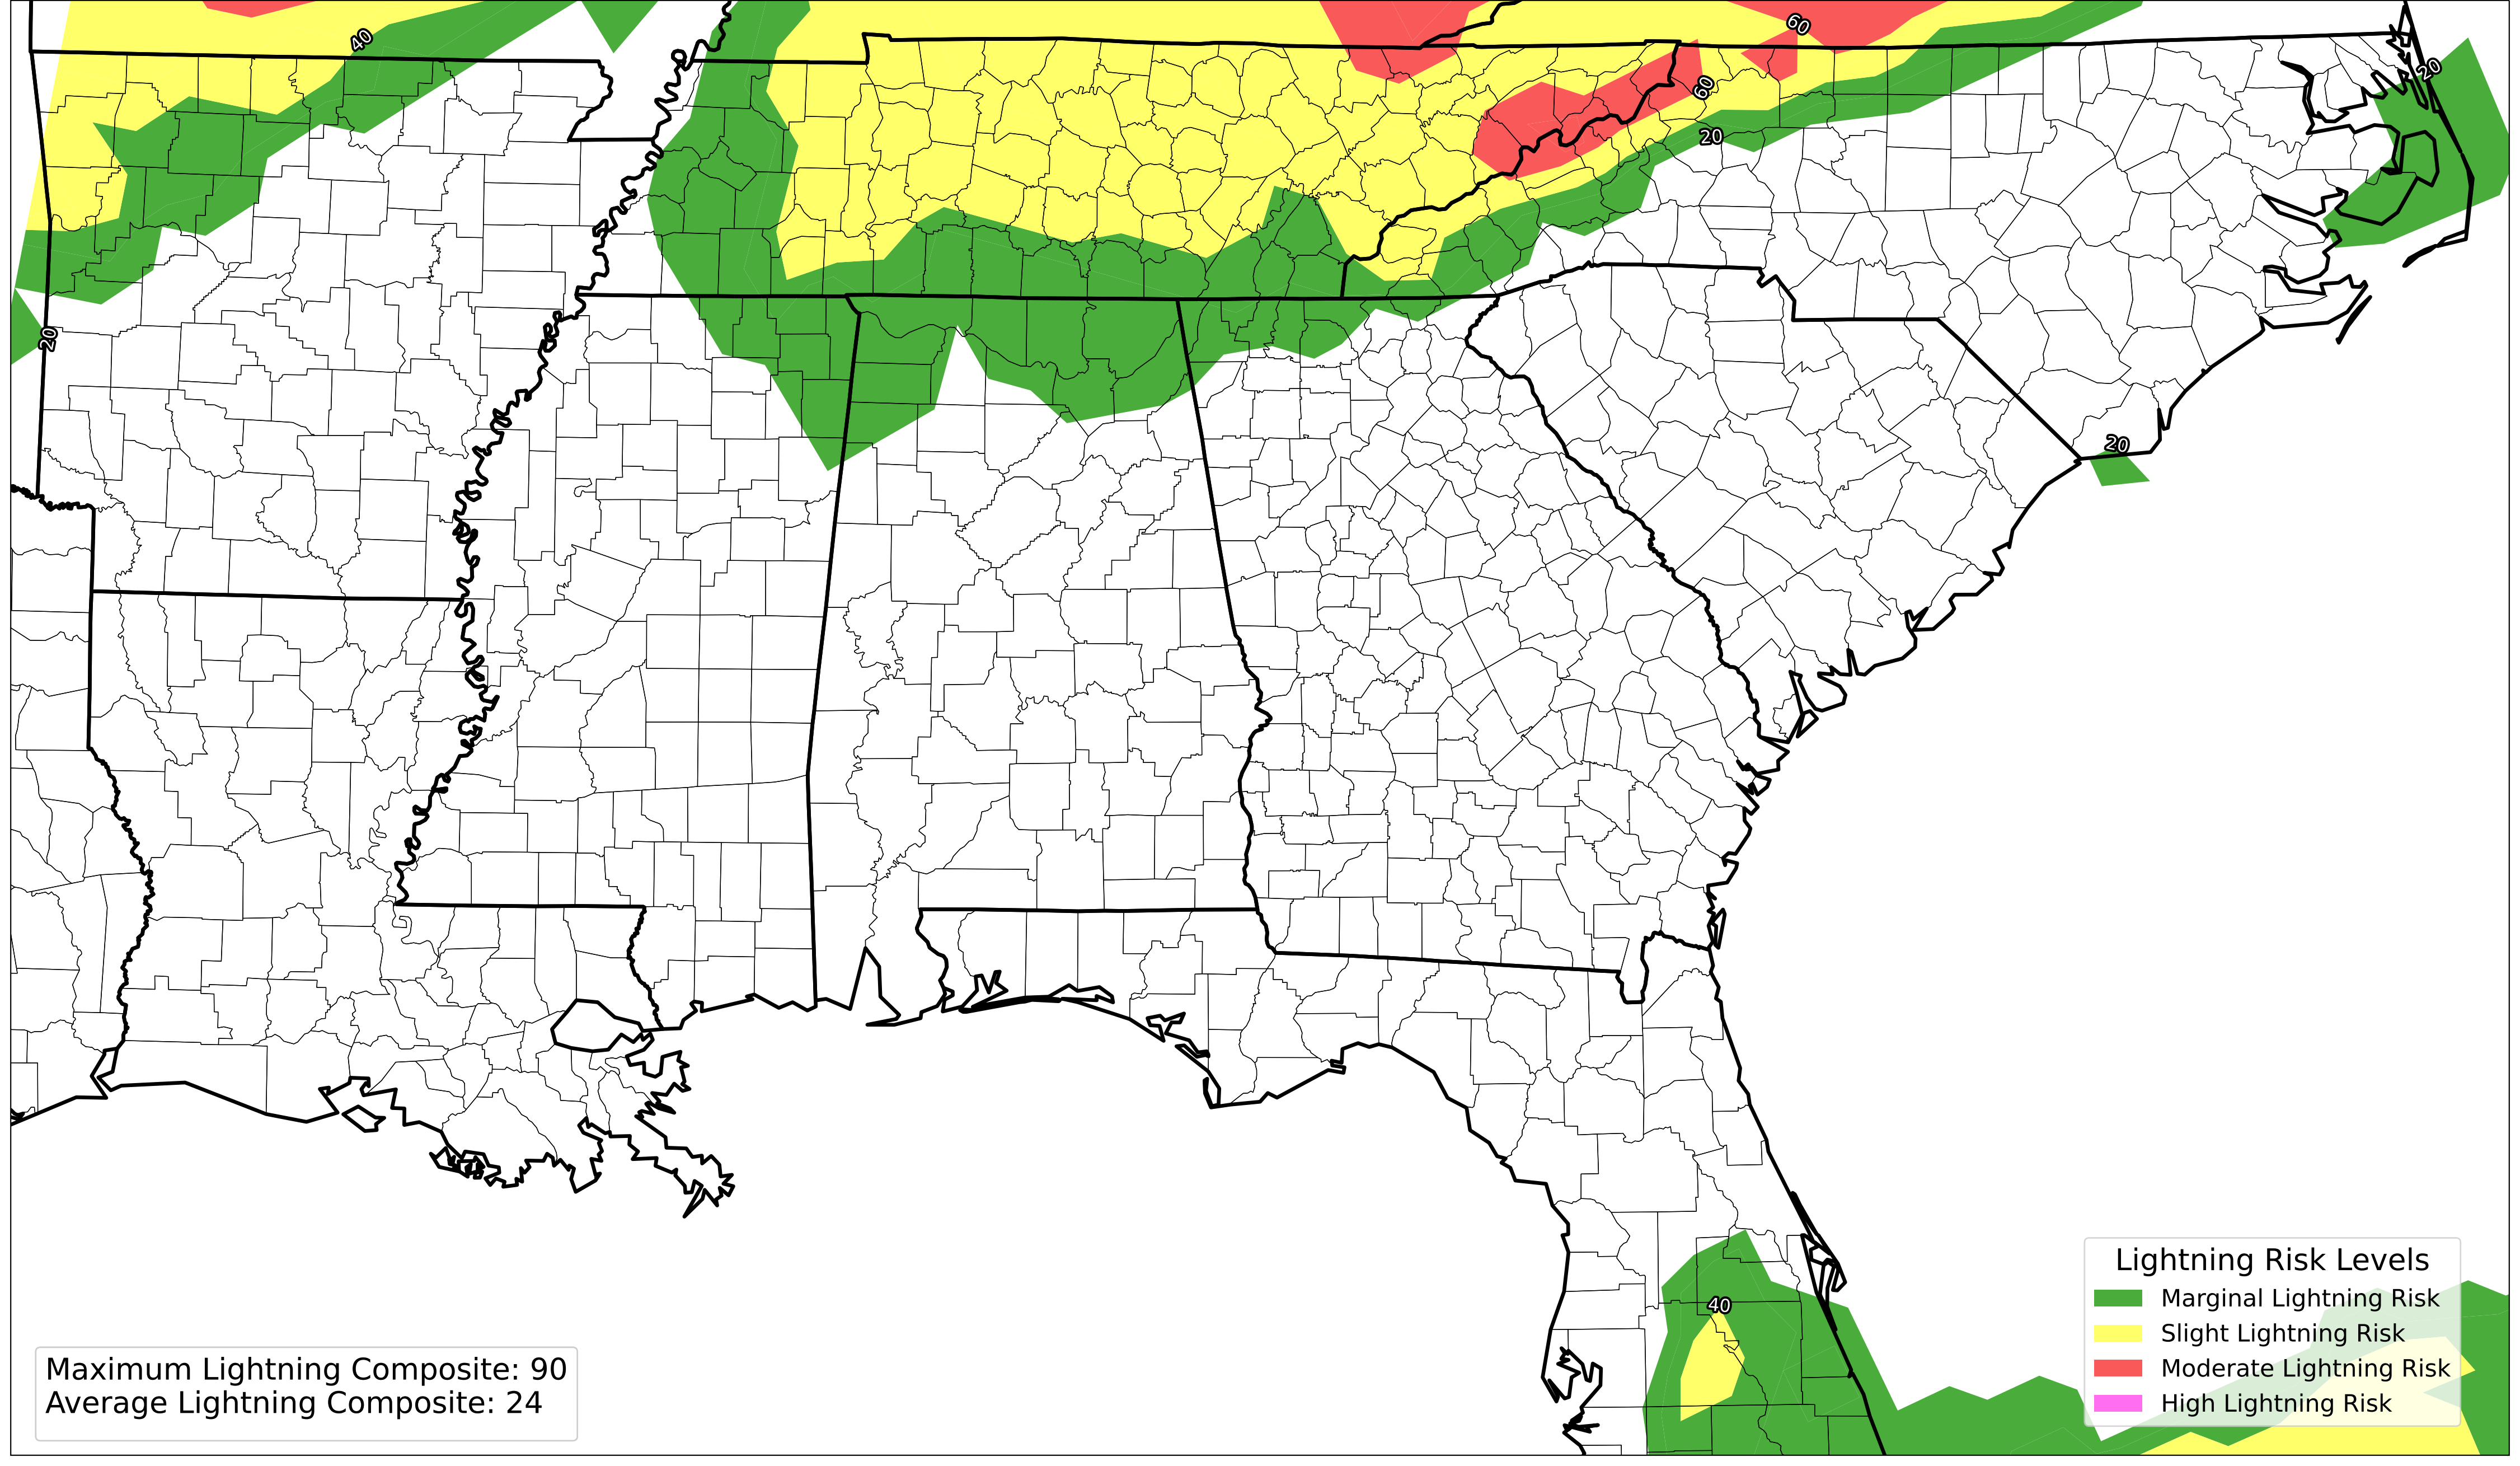 40
60
20
60
20
20
20
40
Lightning Risk Levels
Marginal Lightning Risk
Slight Lightning Risk
Moderate Lightning Risk
High Lightning Risk
Maximum Lightning Composite: 90
Average Lightning Composite: 24